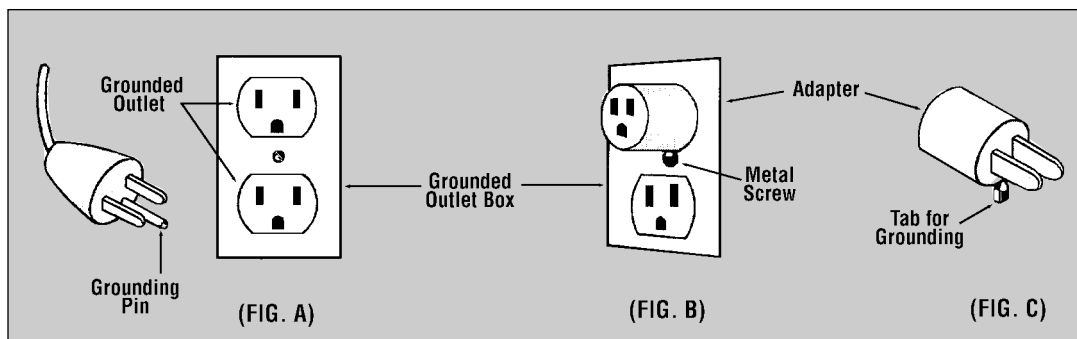 Grounded
Outlet
Grounding
Pin
(FIG. A)
Grounded
Outlet Box
Adapter
Metal
Screw
(FIG. B)
Tab for
Grounding
(FIG. C)